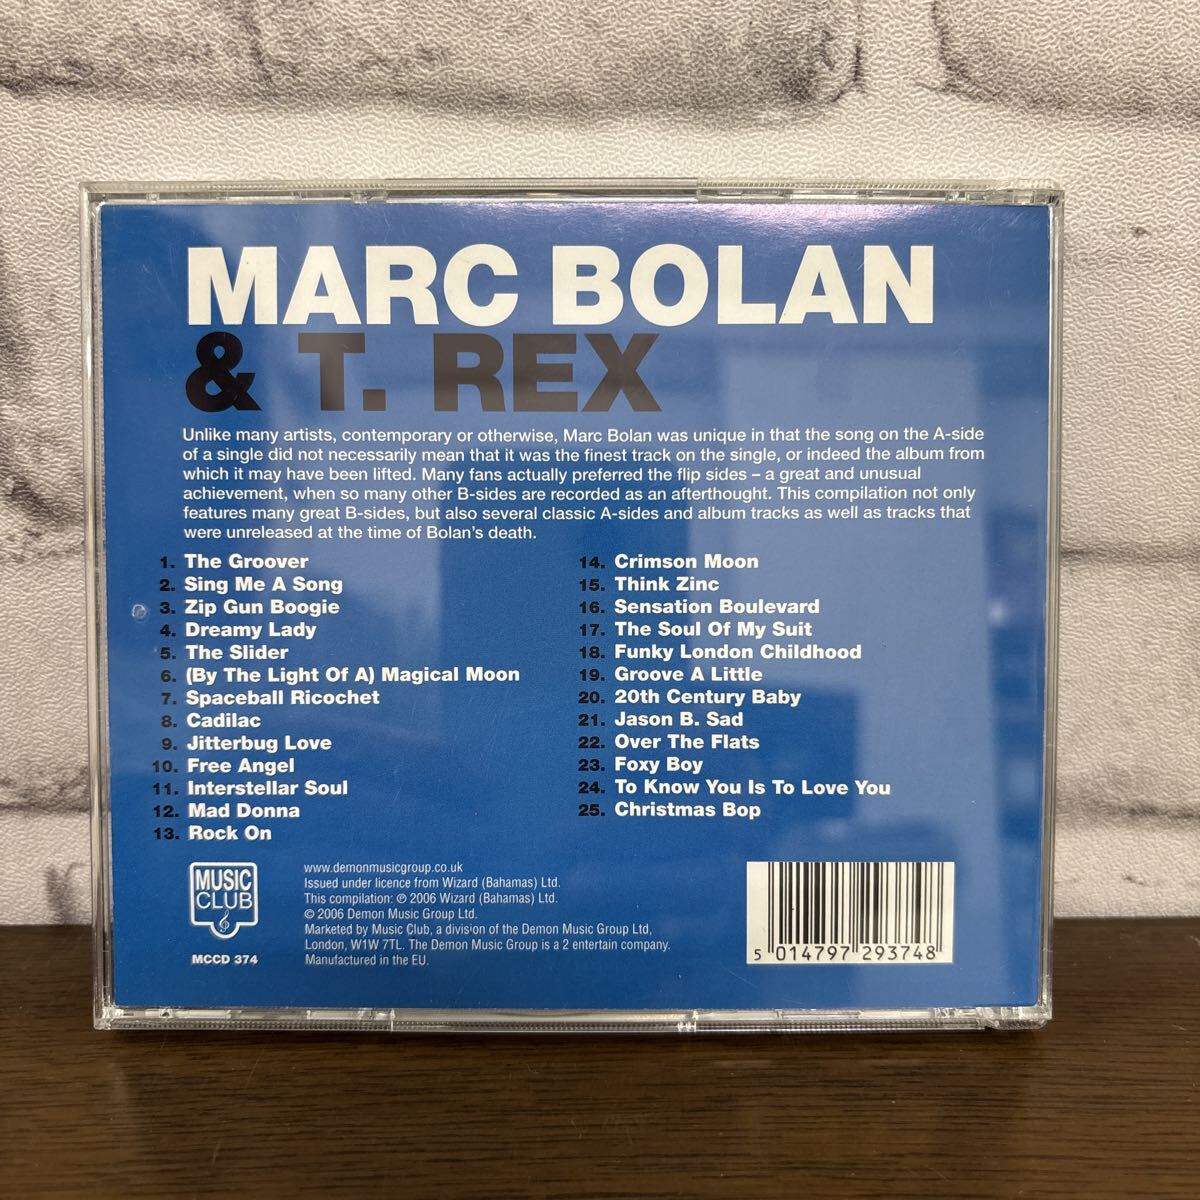 MARC BOLAN
& T. REX
Unlike many artists, contemporary or otherwise, Marc Bolan was unique in that the song on the A-side
of a single did not necessarily mean that it was the finest track on the single, or indeed the album from
which it may have been lifted. Many fans actually preferred the flip sides – a great and unusual
achievement, when so many other B-sides are recorded as an afterthought. This compilation not only
features many great B-sides, but also several classic A-sides and album tracks as well as tracks that
were unreleased at the time of Bolan's death.
1. The Groover
2. Sing Me A Song
3. Zip Gun Boogie
4. Dreamy Lady
5. The Slider
6. (By The Light Of A) Magical Moon
7. Spaceball Ricochet
8. Cadilac
9. Jitterbug Love
10. Free Angel
11. Interstellar Soul
12. Mad Donna
13. Rock On
14. Crimson Moon
15. Think Zinc
16. Sensation Boulevard
17. The Soul Of My Suit
18. Funky London Childhood
19. Groove A Little
20. 20th Century Baby
21. Jason B. Sad
22. Over The Flats
23. Foxy Boy
24. To Know You Is To Love You
25. Christmas Bop
MUSIC
CLUB
MCCD 374
www.demonmusicgroup.co.uk
Issued under licence from Wizard (Bahamas) Ltd.
This compilation: ℗ 2006 Wizard (Bahamas) Ltd.
© 2006 Demon Music Group Ltd.
Marketed by Music Club, a division of the Demon Music Group Ltd,
London, W1W 7TL. The Demon Music Group is a 2 entertain company.
Manufactured in the EU.
5 014797 293748